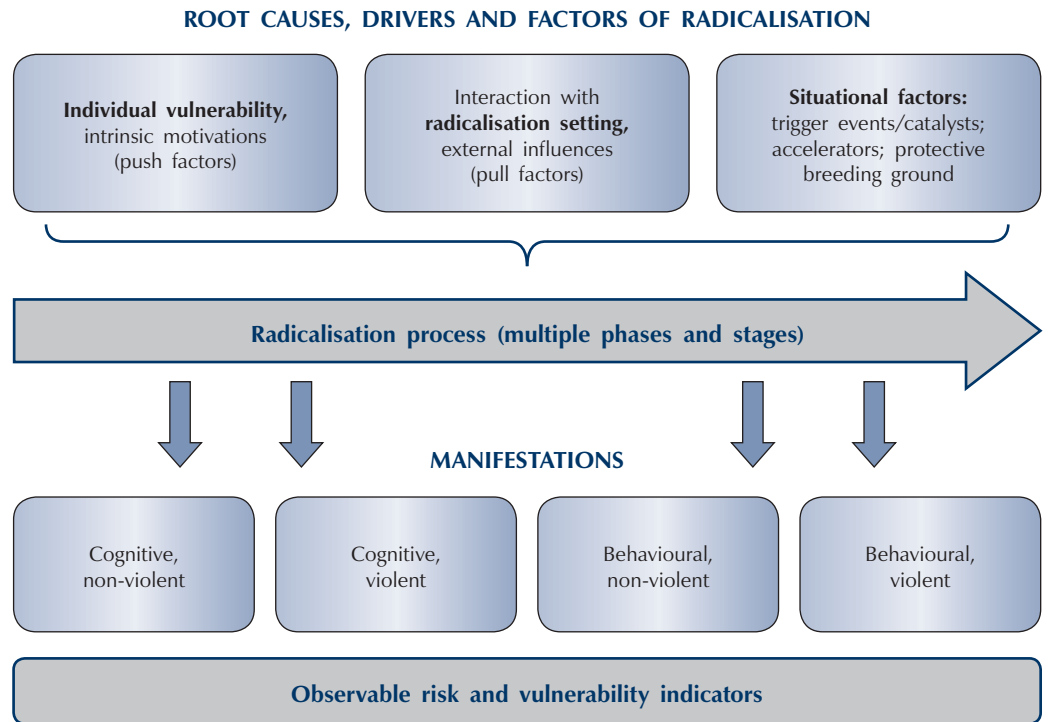 ROOT CAUSES, DRIVERS AND FACTORS OF RADICALISATION
Individual vulnerability,
intrinsic motivations
(push factors)
Interaction with
radicalisation setting,
external influences
(pull factors)
Situational factors:
trigger events/catalysts;
accelerators; protective
breeding ground
Radicalisation process (multiple phases and stages)
MANIFESTATIONS
Cognitive,
non-violent
Cognitive,
violent
Behavioural,
non-violent
Behavioural,
violent
Observable risk and vulnerability indicators